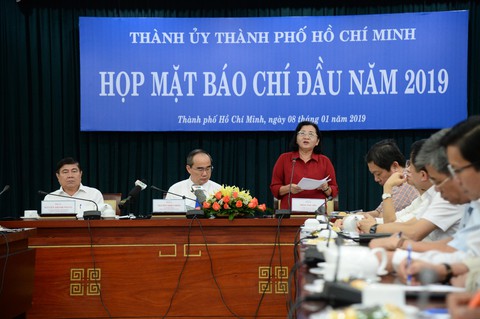 THÀNH ỦY THÀNH PHỐ HỒ CHÍ MINH
HỌP MẶT BÁO CHÍ ĐẦU NĂM 2019
Thành phố Hồ Chí Minh, ngày 08 tháng 01 năm 2019